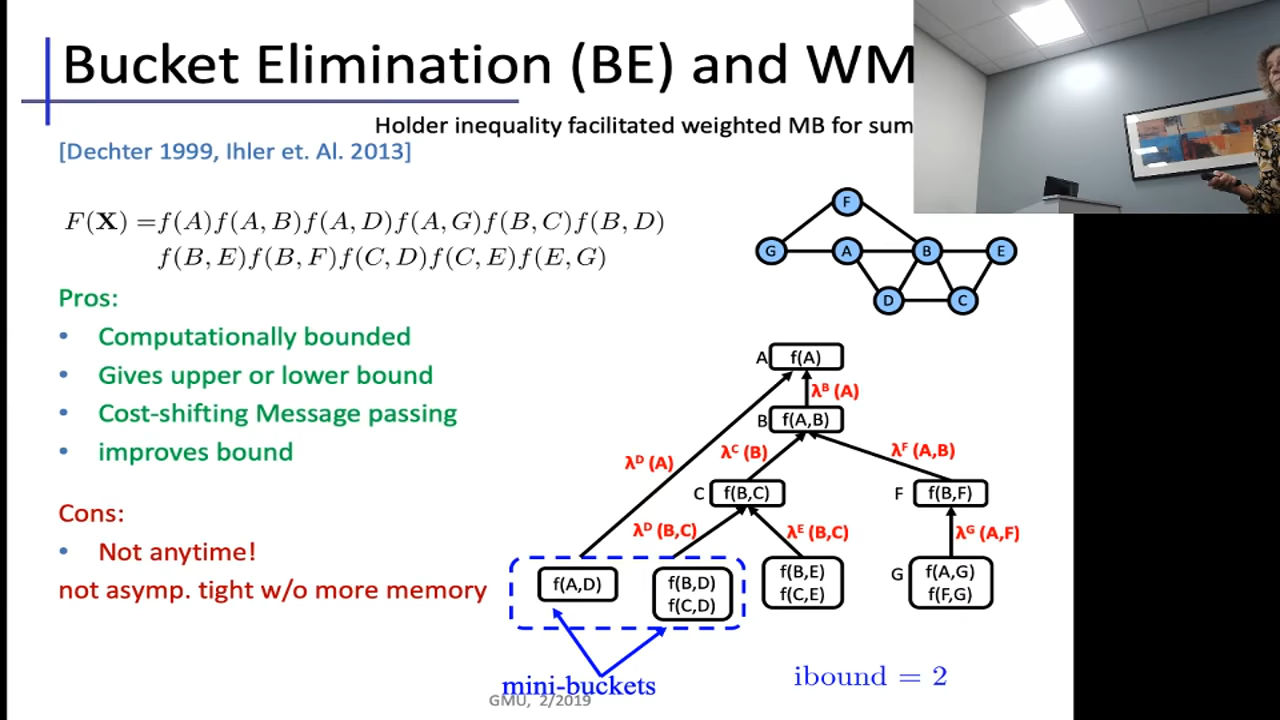 Bucket Elimination (BE) and WM
Holder inequality facilitated weighted MB for sum
[Dechter 1999, Ihler et. Al. 2013]
F(X) =f(A)f(A, B)f(A, D)f(A, G)f(B, C)f(B, D)
f(B, E)f(B, F)f(C, D)f(C, E)f(E, G)
Pros:
• Computationally bounded
• Gives upper or lower bound
• Cost-shifting Message passing
• improves bound
Cons:
• Not anytime!
not asymp. tight w/o more memory
F
G A B E
D C
A f(A)
λᴮ (A)
B f(A,B)
λᴰ (A) λᶜ (B) λᶠ (A,B)
C f(B,C) F f(B,F)
λᴰ (B,C) λᴱ (B,C) λᴳ (A,F)
f(A,D) f(B,D) f(B,E) G f(A,G)
f(C,D) f(C,E) f(F,G)
mini-buckets
ibound = 2
GMU, 2/2019